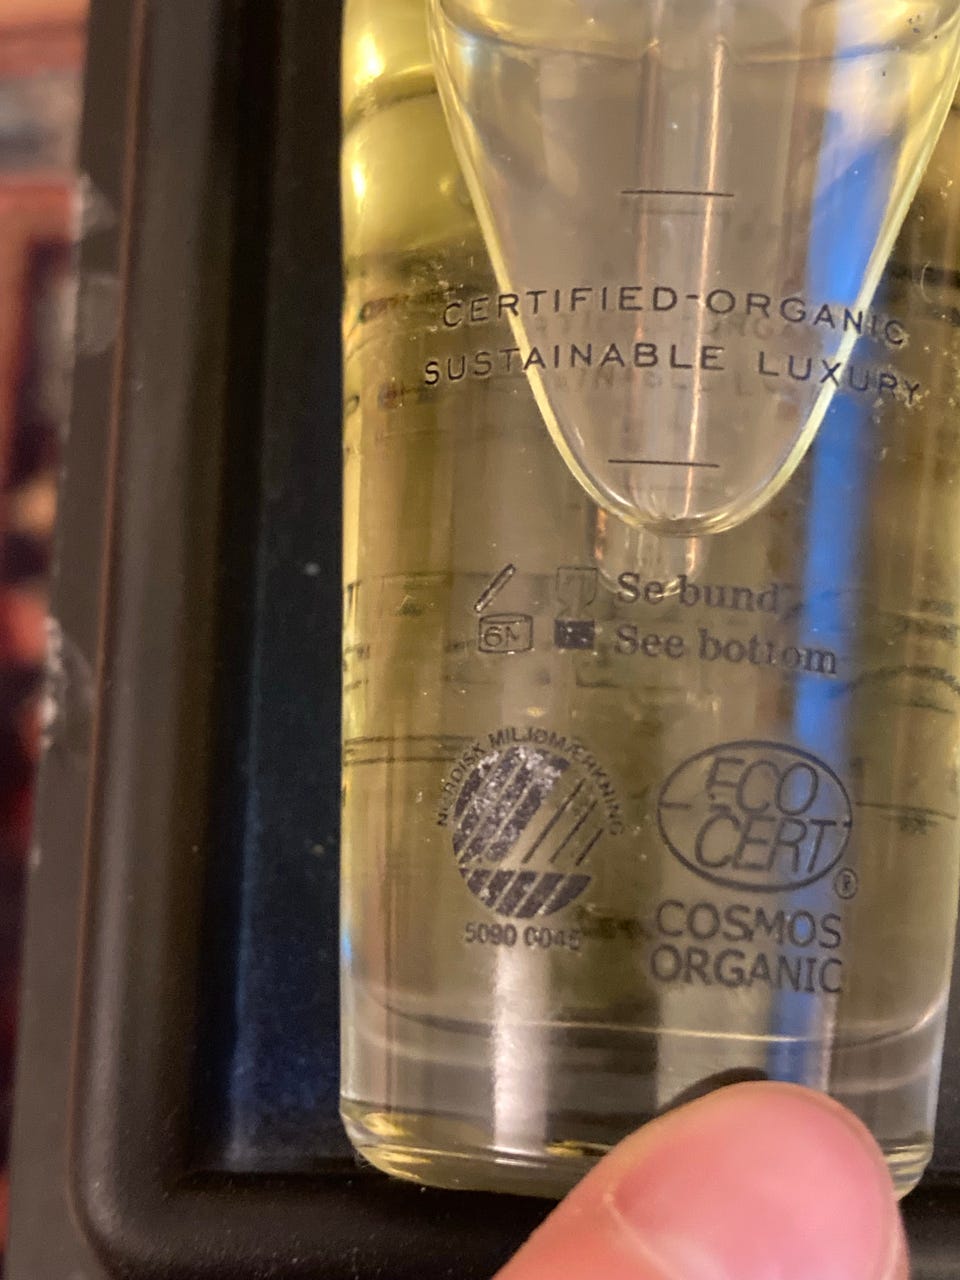 CERTIFIED-ORGANIC
SUSTAINABLE LUXURY
Se bund
6M
See bottom
NORDISK MILJØMÆRKNING
5090 0045
ECO
CERT®
COSMOS
ORGANIC